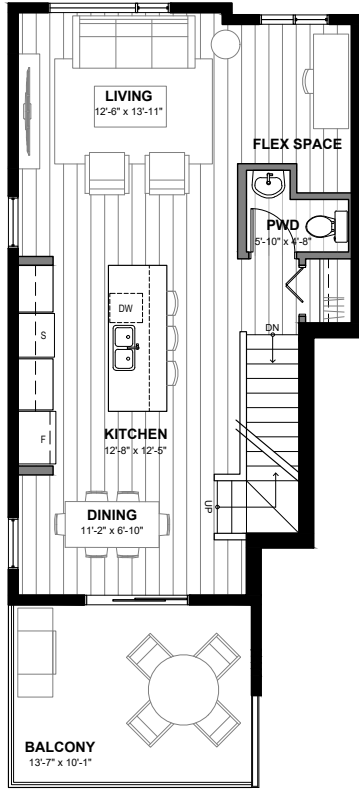 LIVING
12'-6" x 13'-11"
FLEX SPACE
PWD
5'-10" x 4'-8"
DW
S
DN
F
KITCHEN
12'-8" x 12'-5"
UP
DINING
11'-2" x 6'-10"
BALCONY
13'-7" x 10'-1"